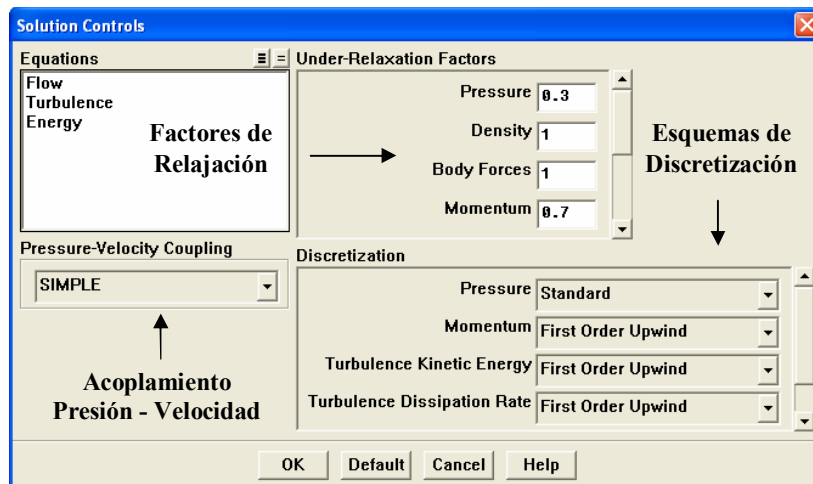 Solution Controls
Equations
Flow
Turbulence
Energy
Factores de
Relajación
Under-Relaxation Factors
Pressure 0.3
Density 1
Body Forces 1
Momentum 0.7
Esquemas de
Discretización
Pressure-Velocity Coupling
SIMPLE
Acoplamiento
Presión - Velocidad
Discretization
Pressure Standard
Momentum First Order Upwind
Turbulence Kinetic Energy First Order Upwind
Turbulence Dissipation Rate First Order Upwind
OK Default Cancel Help